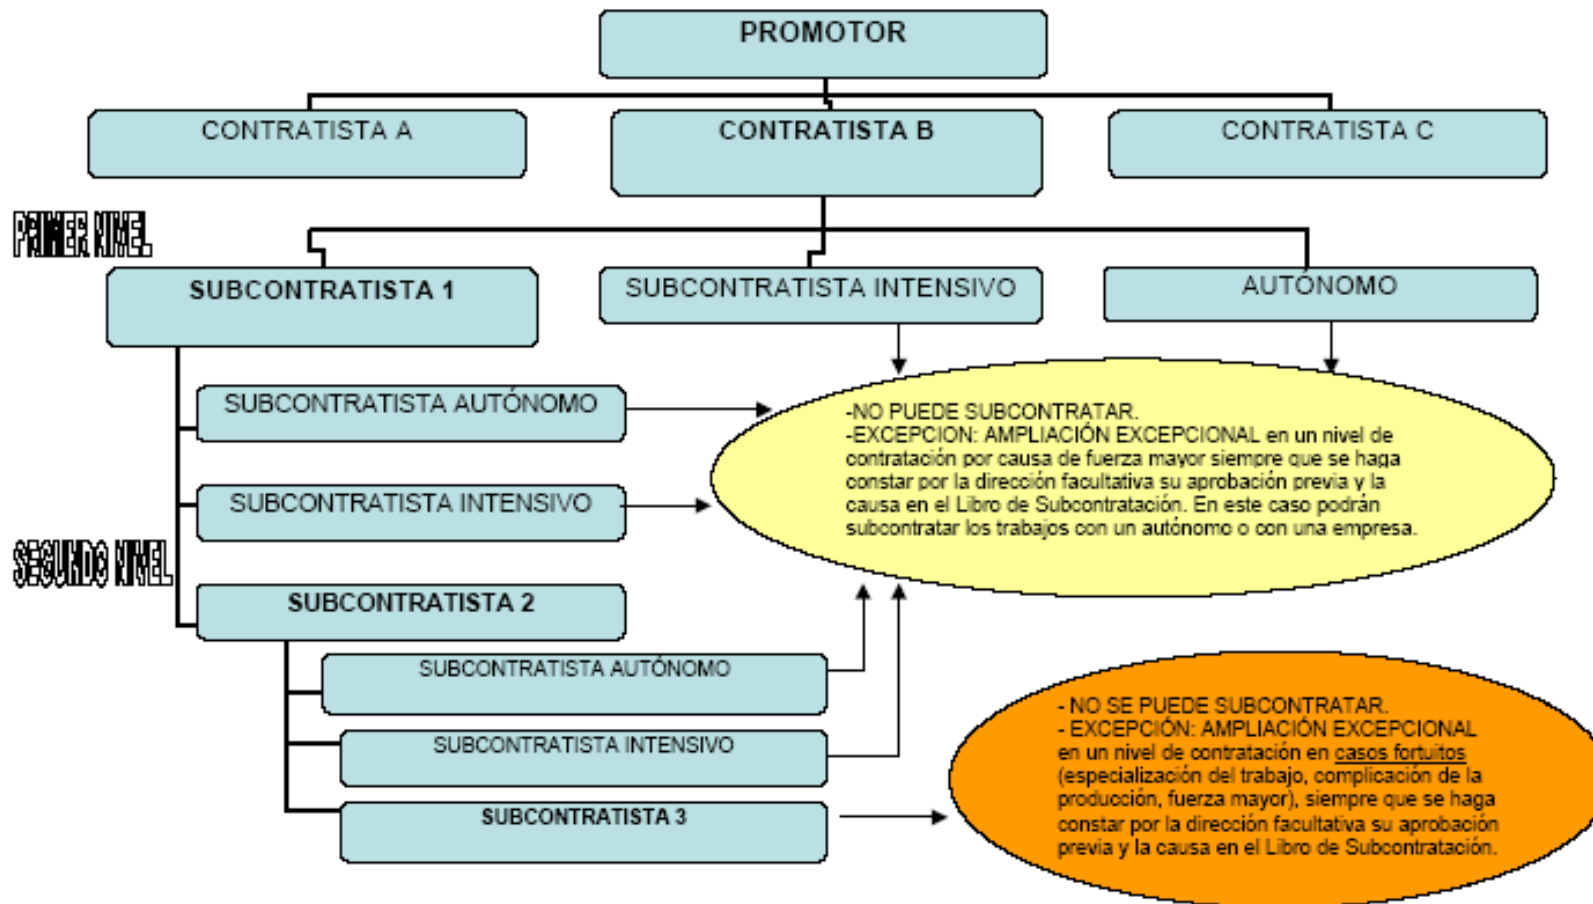 PROMOTOR
CONTRATISTA A
CONTRATISTA B
CONTRATISTA C
PRIMER NIVEL
SUBCONTRATISTA 1
SUBCONTRATISTA INTENSIVO
AUTÓNOMO
SUBCONTRATISTA AUTÓNOMO
SUBCONTRATISTA INTENSIVO
-NO PUEDE SUBCONTRATAR.
-EXCEPCION: AMPLIACIÓN EXCEPCIONAL en un nivel de
contratación por causa de fuerza mayor siempre que se haga
constar por la dirección facultativa su aprobación previa y la
causa en el Libro de Subcontratación. En este caso podrán
subcontratar los trabajos con un autónomo o con una empresa.
SEGUNDO NIVEL
SUBCONTRATISTA 2
SUBCONTRATISTA AUTÓNOMO
SUBCONTRATISTA INTENSIVO
SUBCONTRATISTA 3
- NO SE PUEDE SUBCONTRATAR.
- EXCEPCIÓN: AMPLIACIÓN EXCEPCIONAL
en un nivel de contratación en casos fortuitos
(especialización del trabajo, complicación de la
producción, fuerza mayor), siempre que se haga
constar por la dirección facultativa su aprobación
previa y la causa en el Libro de Subcontratación.